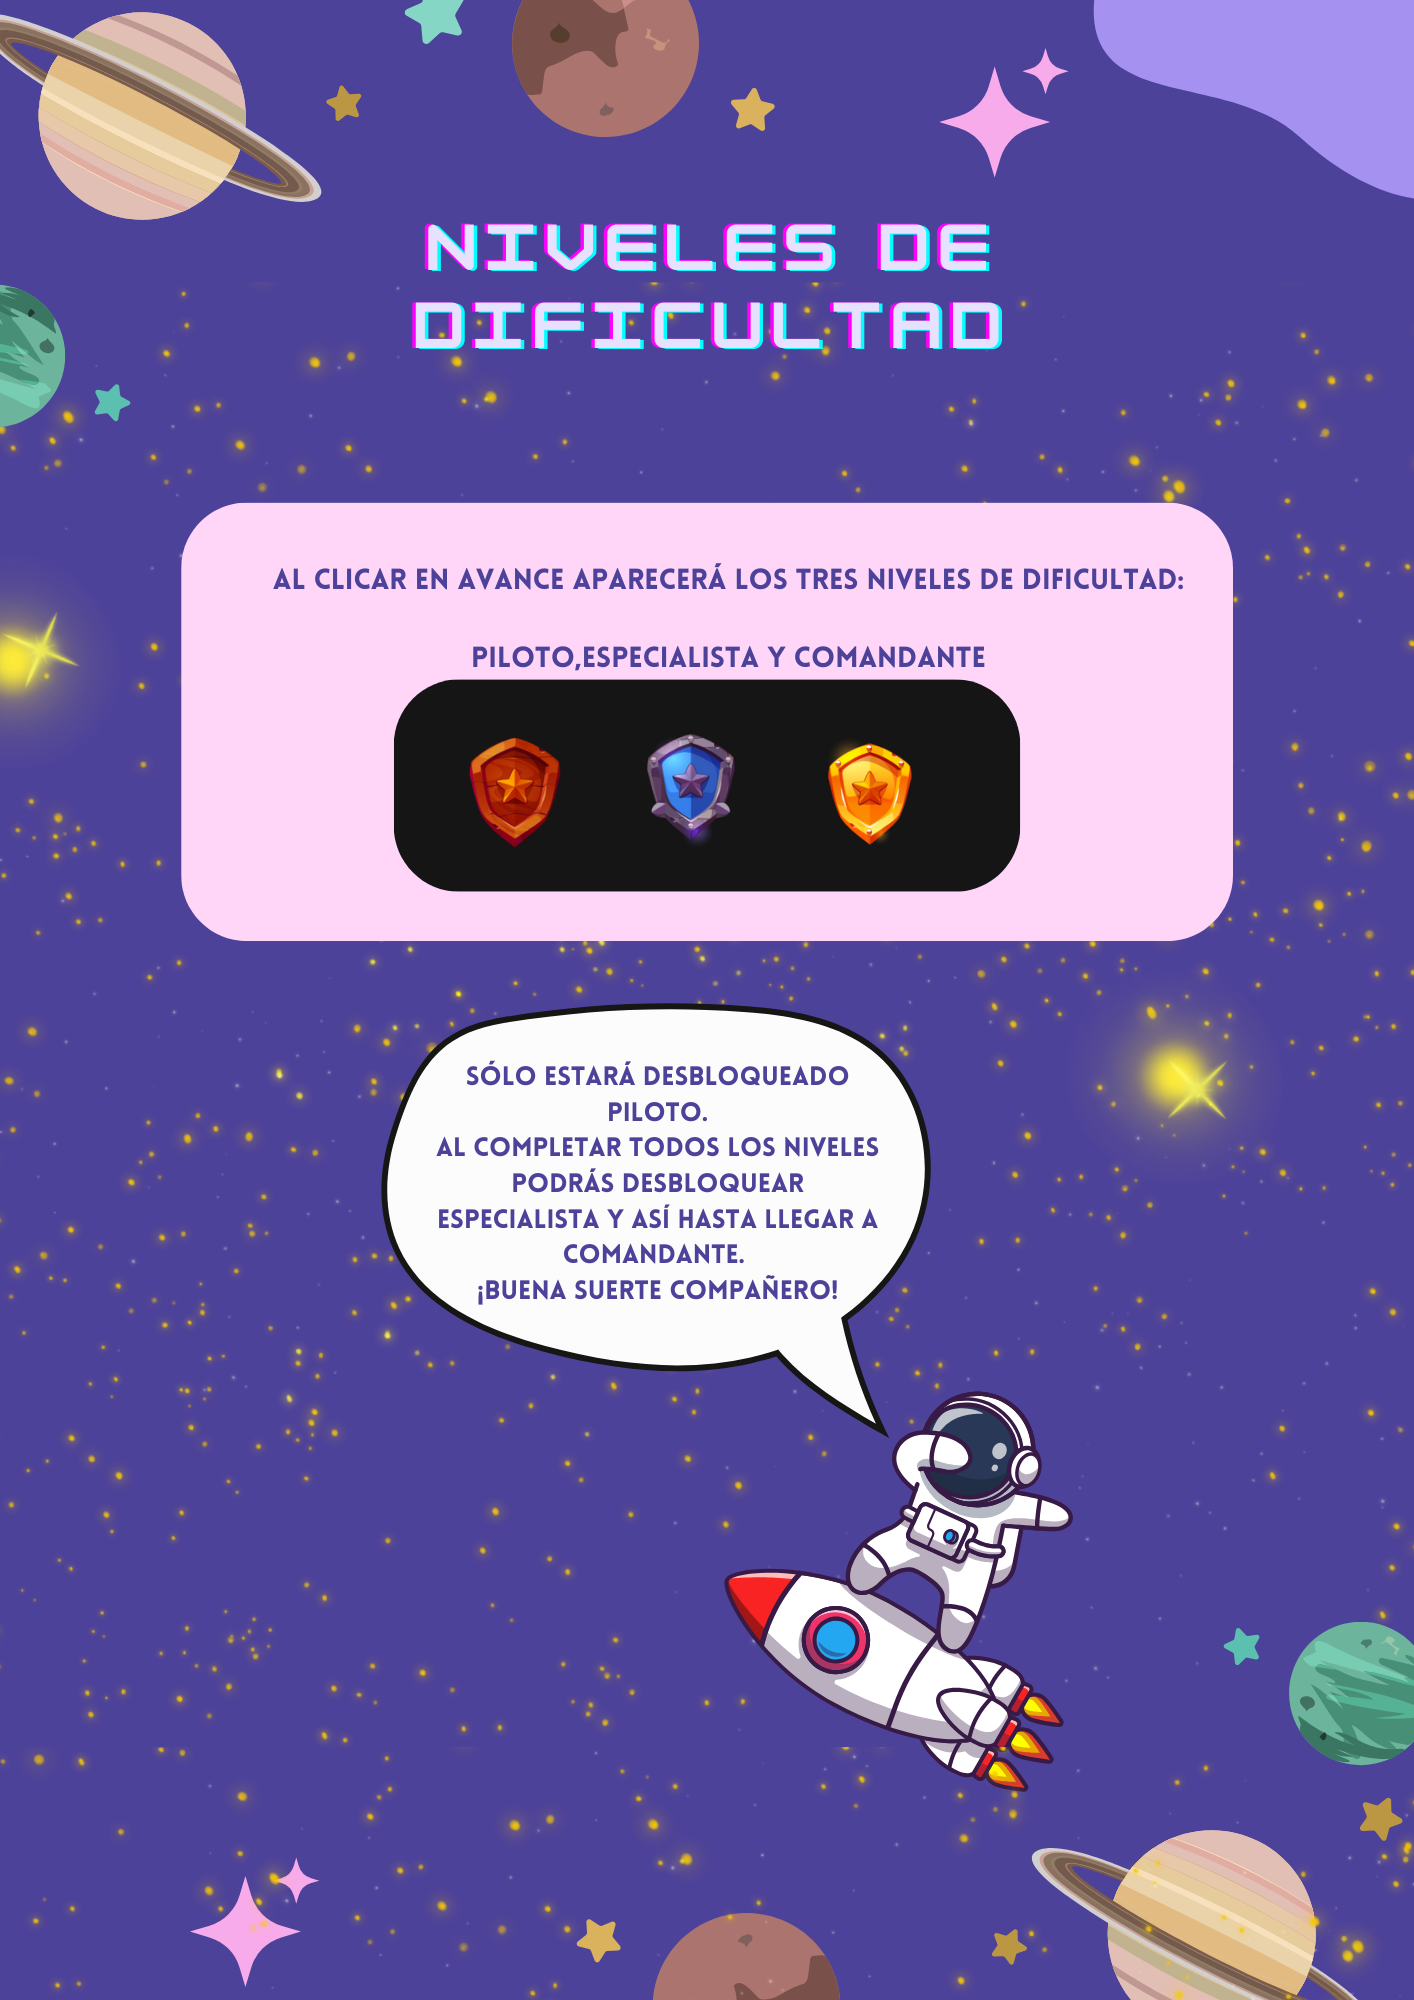 NIVELES DE
DIFICULTAD
AL CLICAR EN AVANCE APARECERÁ LOS TRES NIVELES DE DIFICULTAD:
PILOTO,ESPECIALISTA Y COMANDANTE
SÓLO ESTARÁ DESBLOQUEADO
PILOTO.
AL COMPLETAR TODOS LOS NIVELES
PODRÁS DESBLOQUEAR
ESPECIALISTA Y ASÍ HASTA LLEGAR A
COMANDANTE.
¡BUENA SUERTE COMPAÑERO!